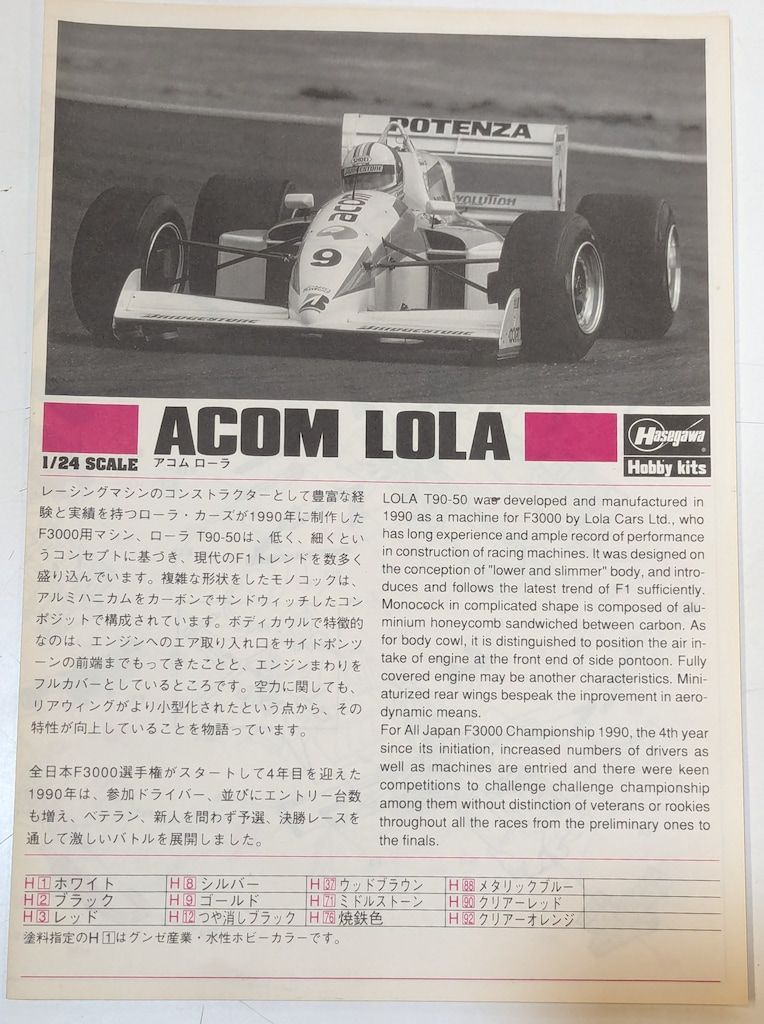 POTENZA
SHOEI
VOLUTION
acom
9
9
BRIDGESTONE
BRIDGESTONE
ACOM LOLA
1/24 SCALE
アコム ローラ
Hasegawa
Hobby kits
レーシングマシンのコンストラクターとして豊富な経
験と実績を持つローラ・カーズが1990年に制作した
F3000用マシン、ローラ T90-50は、低く、細くとい
うコンセプトに基づき、現代のF1トレンドを数多く
盛り込んでいます。複雑な形状をしたモノコックは、
アルミハニカムをカーボンでサンドウィッチしたコン
ポジットで構成されています。ボディカウルで特徴的
なのは、エンジンへのエア取り入れ口をサイドポンツ
ーンの前端までもってきたことと、エンジンまわりを
フルカバーとしているところです。空力に関しても、
リアウィングがより小型化されたという点から、その
特性が向上していることを物語っています。
全日本F3000選手権がスタートして4年目を迎えた
1990年は、参加ドライバー、並びにエントリー台数
も増え、ベテラン、新人を問わず予選、決勝レースを
通して激しいバトルを展開しました。
LOLA T90-50 was developed and manufactured in
1990 as a machine for F3000 by Lola Cars Ltd., who
has long experience and ample record of performance
in construction of racing machines. It was designed on
the conception of "lower and slimmer" body, and intro-
duces and follows the latest trend of F1 sufficiently.
Monocock in complicated shape is composed of alu-
minium honeycomb sandwiched between carbon. As
for body cowl, it is distinguished to position the air in-
take of engine at the front end of side pontoon. Fully
covered engine may be another characteristics. Mini-
aturized rear wings bespeak the inprovement in aero-
dynamic means.
For All Japan F3000 Championship 1990, the 4th year
since its initiation, increased numbers of drivers as
well as machines are entried and there were keen
competitions to challenge challenge championship
among them without distinction of veterans or rookies
throughout all the races from the preliminary ones to
the finals.
H 1 ホワイト H 8 シルバー H 37 ウッドブラウン H 88 メタリックブルー
H 2 ブラック H 9 ゴールド H 71 ミドルストーン H 90 クリアーレッド
H 3 レッド H 12 つや消しブラック H 76 焼鉄色 H 92 クリアーオレンジ
塗料指定のH 1 はグンゼ産業・水性ホビーカラーです。